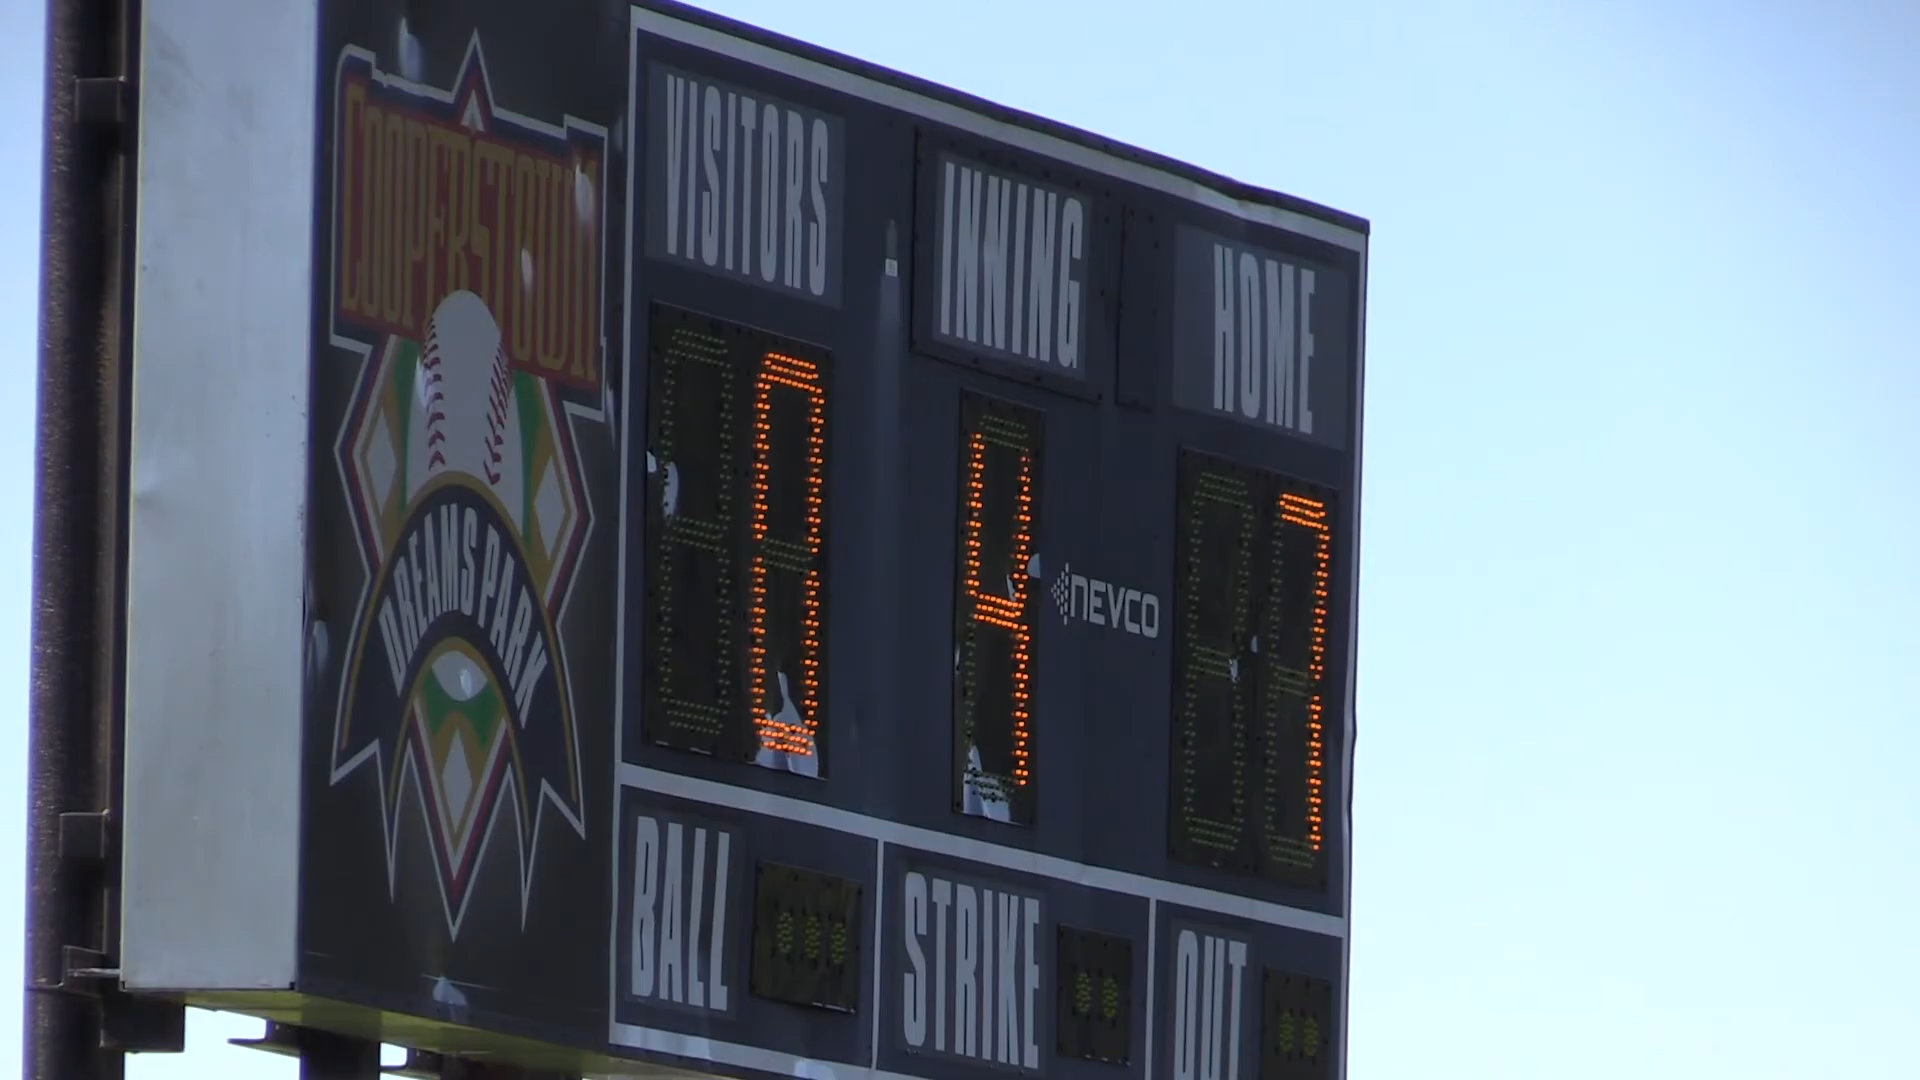 COOPERSTOWN
DREAMS PARK
VISITORS INNING HOME
0 4 7
NEVCO
BALL STRIKE OUT